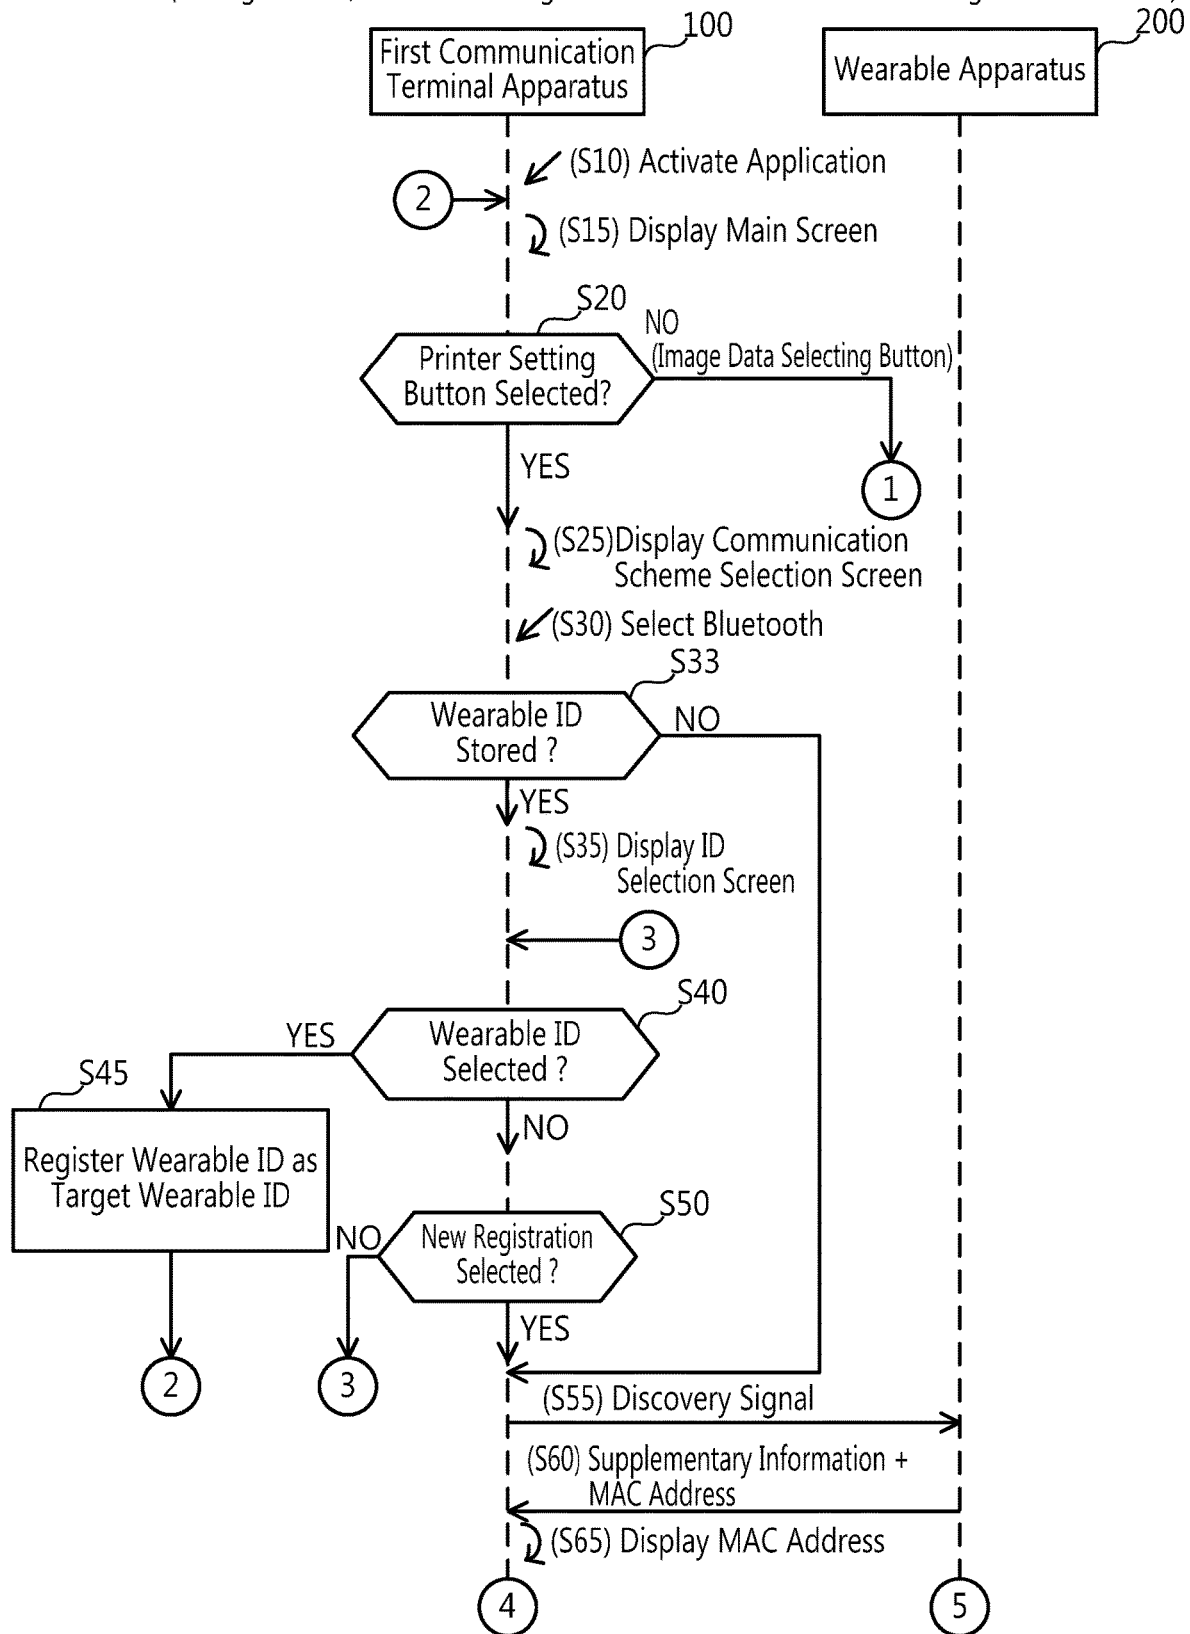 100
200
First Communication
Terminal Apparatus
Wearable Apparatus
(S10) Activate Application
2
(S15) Display Main Screen
S20
NO
(Image Data Selecting Button)
Printer Setting
Button Selected?
YES
1
(S25)Display Communication
Scheme Selection Screen
(S30) Select Bluetooth
S33
Wearable ID
Stored ?
NO
YES
(S35) Display ID
Selection Screen
3
S40
YES
Wearable ID
Selected ?
S45
NO
Register Wearable ID as
Target Wearable ID
S50
NO
New Registration
Selected ?
YES
2
3
(S55) Discovery Signal
(S60) Supplementary Information +
MAC Address
(S65) Display MAC Address
4
5